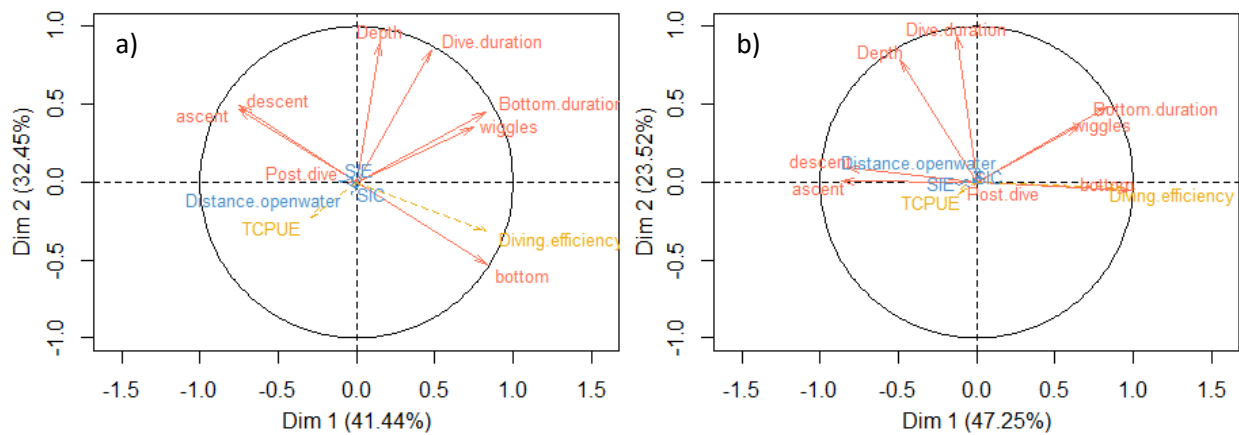 a)
Dim 2 (32.45%)
1.0
0.5
0.0
-0.5
-1.0
Depth
Dive.duration
descent
ascent
Bottom.duration
wiggles
Post.dive
SIE
SIC
Distance.openwater
TCPUE
Diving.efficiency
bottom
-1.5 -1.0 -0.5 0.0 0.5 1.0 1.5
Dim 1 (41.44%)
b)
Dim 2 (23.52%)
1.0
0.5
0.0
-0.5
-1.0
Dive.duration
Depth
Bottom.duration
wiggles
descent
Distance.openwater
SIC
ascent
SIE
bottom
Post.dive
Diving.efficiency
TCPUE
-1.5 -1.0 -0.5 0.0 0.5 1.0 1.5
Dim 1 (47.25%)